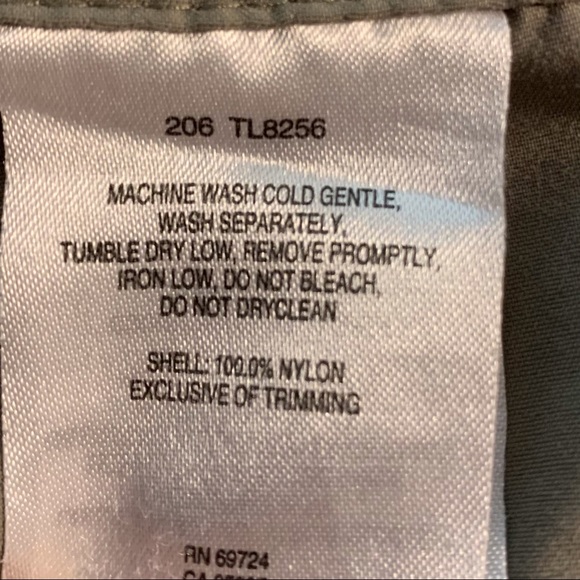 206 TL8256
MACHINE WASH COLD GENTLE,
WASH SEPARATELY,
TUMBLE DRY LOW, REMOVE PROMPTLY,
IRON LOW, DO NOT BLEACH,
DO NOT DRYCLEAN
SHELL: 100.0% NYLON
EXCLUSIVE OF TRIMMING
RN 69724
CA